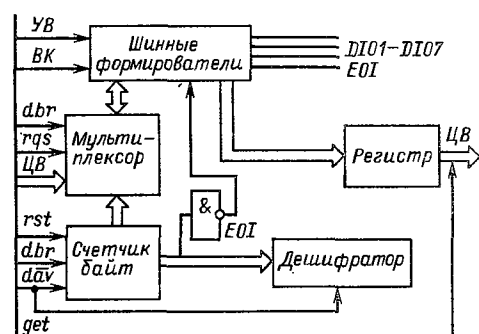 УВ
ВК
Шинные
формирователи
DIO1–DIO7
EOI
dbr
rqs
ЦВ
Мульти-
плексор
Регистр
ЦВ
&
EOI
rst
dbr
dav
get
Счетчик
байт
Дешифратор